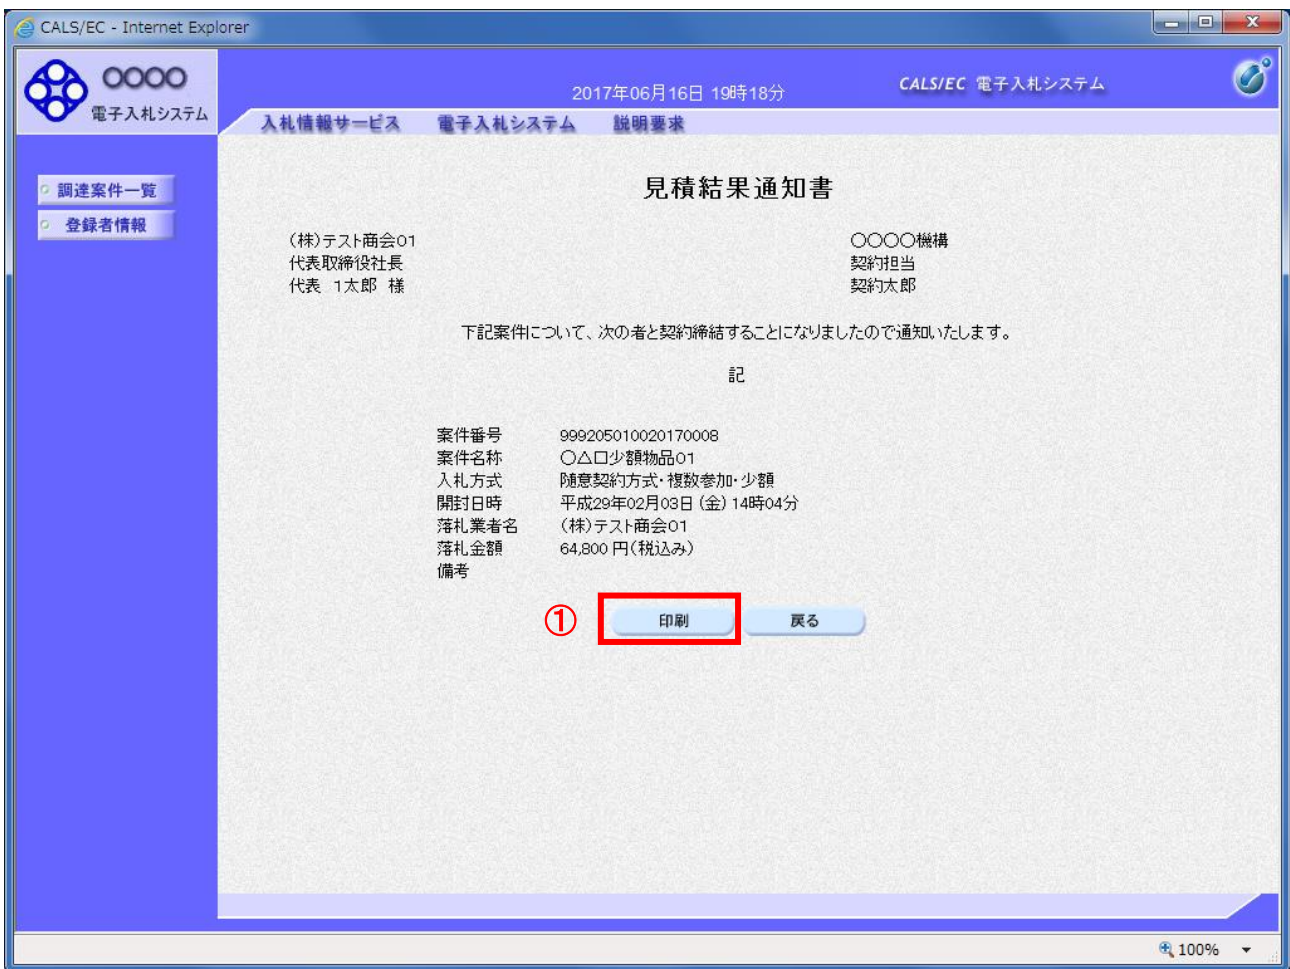 CALS/EC - Internet Explorer
○○○○
電子入札システム
2017年06月16日 19時18分
CALS/EC 電子入札システム
入札情報サービス 電子入札システム 説明要求
調達案件一覧
登録者情報
見積結果通知書
(株)テスト商会01
代表取締役社長
代表 1太郎 様
○○○○機構
契約担当
契約太郎
下記案件について、次の者と契約締結することになりましたので通知いたします。
記
案件番号 999205010020170008
案件名称 ○△口少額物品01
入札方式 随意契約方式・複数参加・少額
開封日時 平成29年02月03日(金)14時04分
落札業者名 (株)テスト商会01
落札金額 64,800円(税込み)
備考
① 印刷 戻る
100%